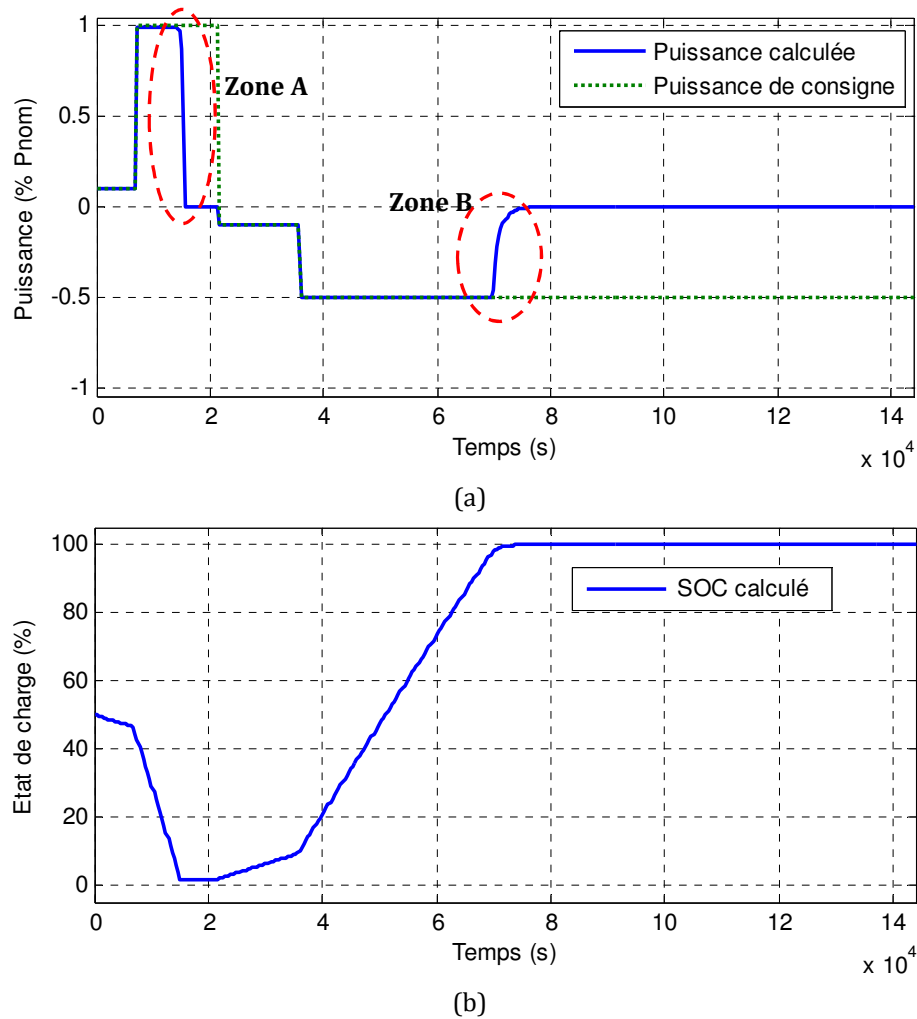 1
0.5
0
-0.5
-1
Puissance (% Pnom)
Zone A
Zone B
Puissance calculée
Puissance de consigne
0 2 4 6 8 10 12 14
Temps (s)
x 10^4
(a)
100
80
60
40
20
0
Etat de charge (%)
SOC calculé
0 2 4 6 8 10 12 14
Temps (s)
x 10^4
(b)